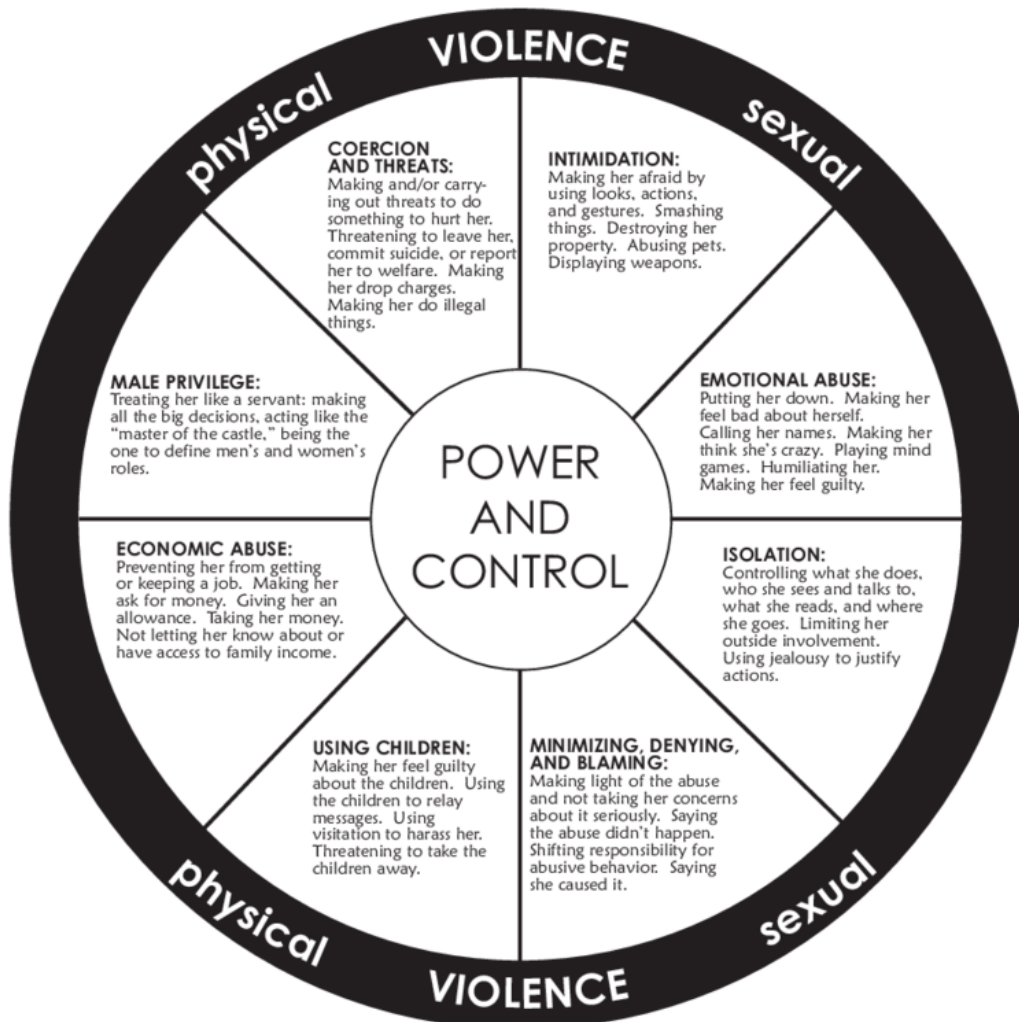 VIOLENCE
physical
sexual
COERCION
AND THREATS:
Making and/or carry-
ing out threats to do
something to hurt her.
Threatening to leave her,
commit suicide, or report
her to welfare. Making
her drop charges.
Making her do illegal
things.
INTIMIDATION:
Making her afraid by
using looks, actions,
and gestures. Smashing
things. Destroying her
property. Abusing pets.
Displaying weapons.
MALE PRIVILEGE:
Treating her like a servant: making
all the big decisions, acting like the
“master of the castle,” being the
one to define men’s and women’s
roles.
EMOTIONAL ABUSE:
Putting her down. Making her
feel bad about herself.
Calling her names. Making her
think she’s crazy. Playing mind
games. Humiliating her.
Making her feel guilty.
POWER
AND
CONTROL
ECONOMIC ABUSE:
Preventing her from getting
or keeping a job. Making her
ask for money. Giving her an
allowance. Taking her money.
Not letting her know about or
have access to family income.
ISOLATION:
Controlling what she does,
who she sees and talks to,
what she reads, and where
she goes. Limiting her
outside involvement.
Using jealousy to justify
actions.
USING CHILDREN:
Making her feel guilty
about the children. Using
the children to relay
messages. Using
visitation to harass her.
Threatening to take the
children away.
MINIMIZING, DENYING,
AND BLAMING:
Making light of the abuse
and not taking her concerns
about it seriously. Saying
the abuse didn’t happen.
Shifting responsibility for
abusive behavior. Saying
she caused it.
physical
sexual
VIOLENCE